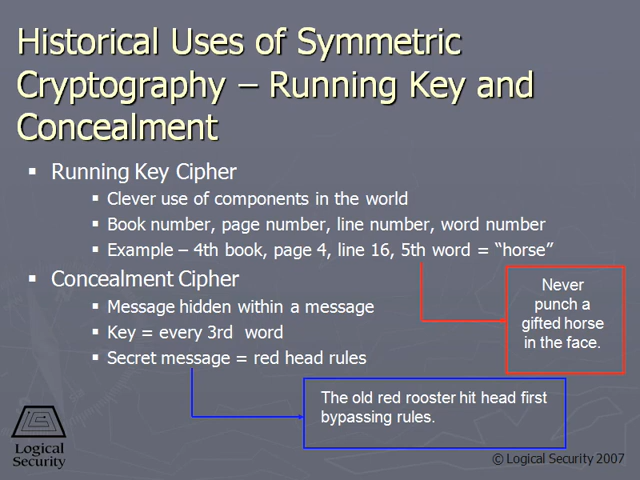 Historical Uses of Symmetric
Cryptography – Running Key and
Concealment
▪ Running Key Cipher
▪ Clever use of components in the world
▪ Book number, page number, line number, word number
▪ Example – 4th book, page 4, line 16, 5th word = “horse”
▪ Concealment Cipher
▪ Message hidden within a message
▪ Key = every 3rd word
▪ Secret message = red head rules
Never
punch a
gifted horse
in the face.
The old red rooster hit head first
bypassing rules.
Logical
Security
© Logical Security 2007